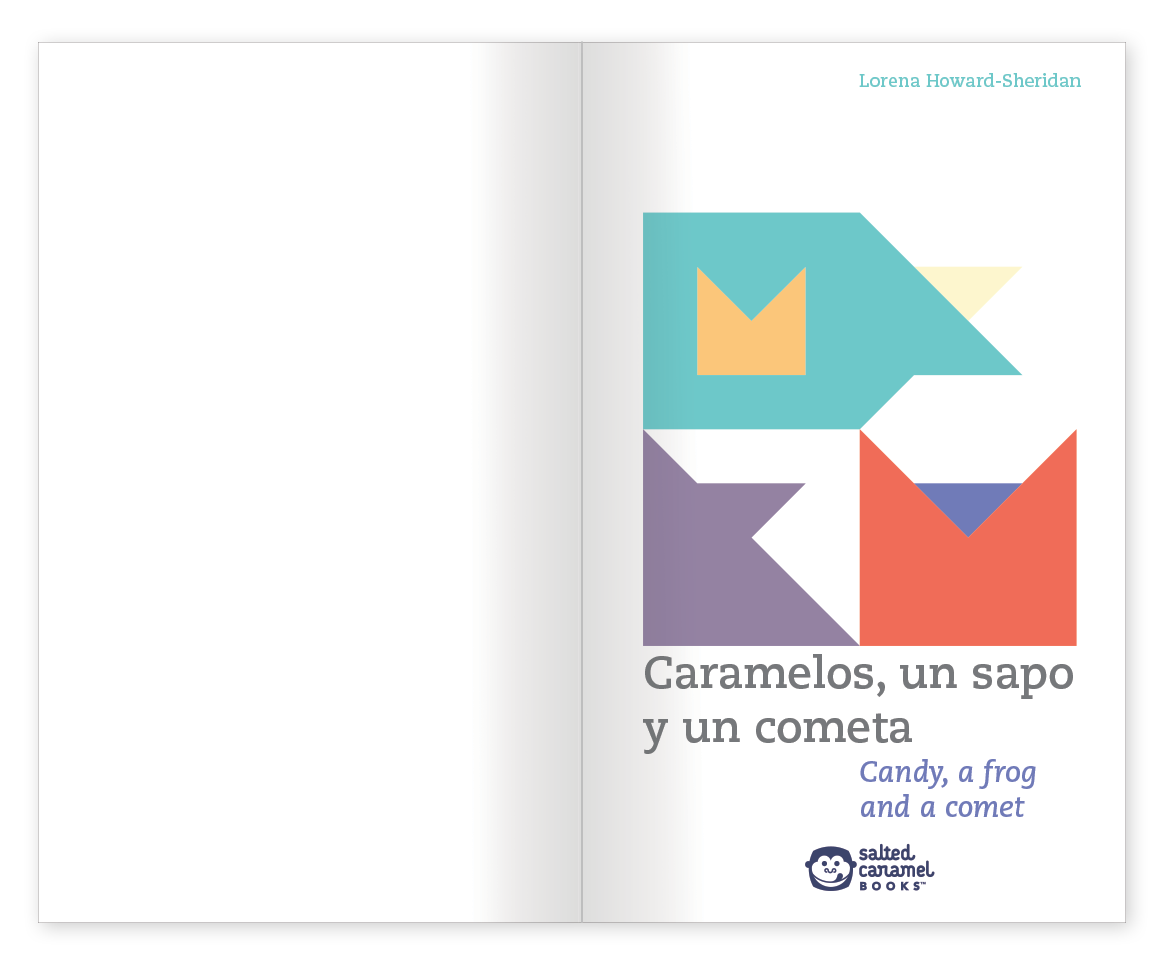 Lorena Howard-Sheridan
Caramelos, un sapo
y un cometa
Candy, a frog
and a comet
salted
caramel
BOOKS™